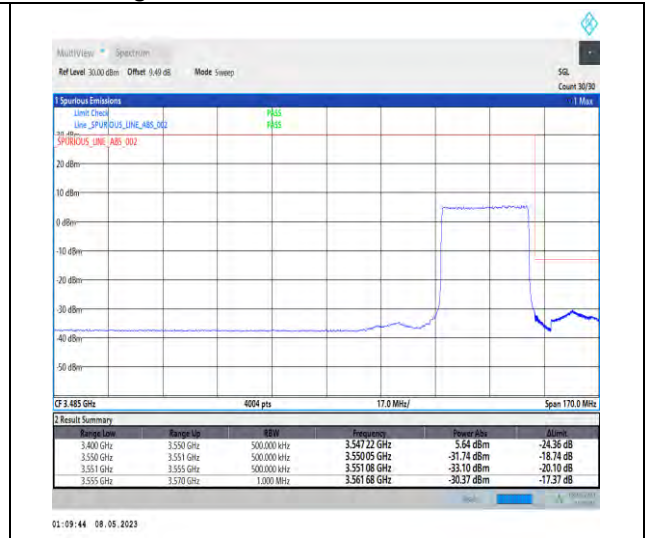 MultiView Spectrum
Ref Level 30.00 dBm Offset 9.49 dB Mode Sweep SGL
Count 30/30
1 Spurious Emissions 1 Max
Limit Check PASS
Line _SPURIOUS_LINE_ABS_002 PASS
_SPURIOUS_LINE_ABS_002
20 dBm
10 dBm
0 dBm
-10 dBm
-20 dBm
-30 dBm
-40 dBm
-50 dBm
CF 3.485 GHz 4004 pts 17.0 MHz/ Span 170.0 MHz
2 Result Summary
Range Low Range Up RBW Frequency Power Abs ΔLimit
3.400 GHz 3.550 GHz 500.000 kHz 3.547 22 GHz 5.64 dBm -24.36 dB
3.550 GHz 3.551 GHz 500.000 kHz 3.550 05 GHz -31.74 dBm -18.74 dB
3.551 GHz 3.555 GHz 500.000 kHz 3.551 08 GHz -33.10 dBm -20.10 dB
3.555 GHz 3.570 GHz 1.000 MHz 3.561 68 GHz -30.37 dBm -17.37 dB
01:09:44 08.05.2023